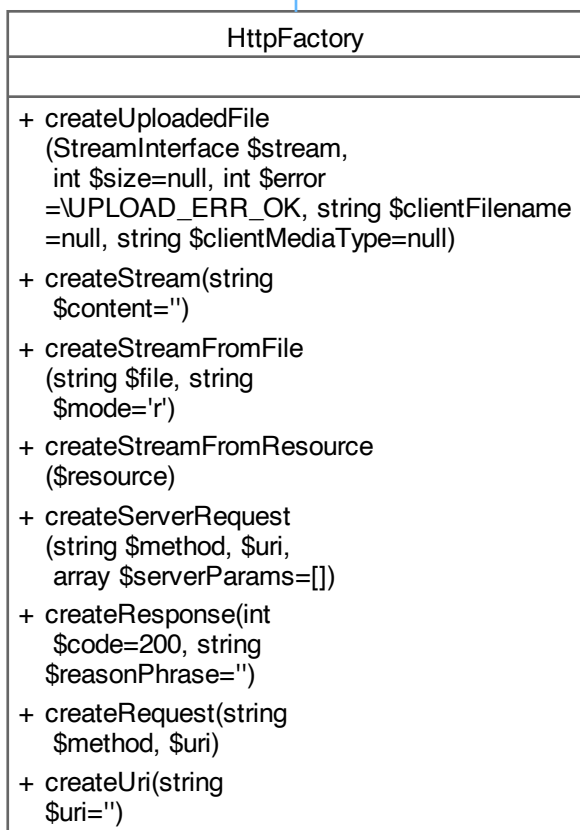 HttpFactory
+ createUploadedFile
(StreamInterface $stream,
int $size=null, int $error
=\UPLOAD_ERR_OK, string $clientFilename
=null, string $clientMediaType=null)
+ createStream(string
$content='')
+ createStreamFromFile
(string $file, string
$mode='r')
+ createStreamFromResource
($resource)
+ createServerRequest
(string $method, $uri,
array $serverParams=[])
+ createResponse(int
$code=200, string
$reasonPhrase='')
+ createRequest(string
$method, $uri)
+ createUri(string
$uri='')